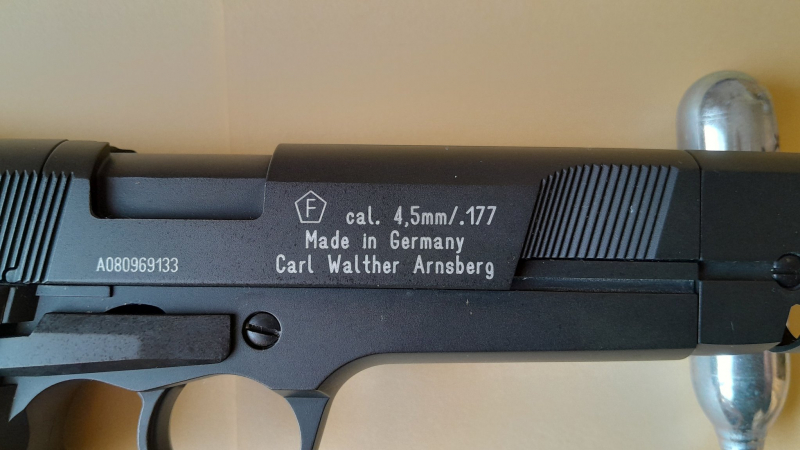 F cal. 4,5mm/.177
Made in Germany
Carl Walther Arnsberg
A080969133